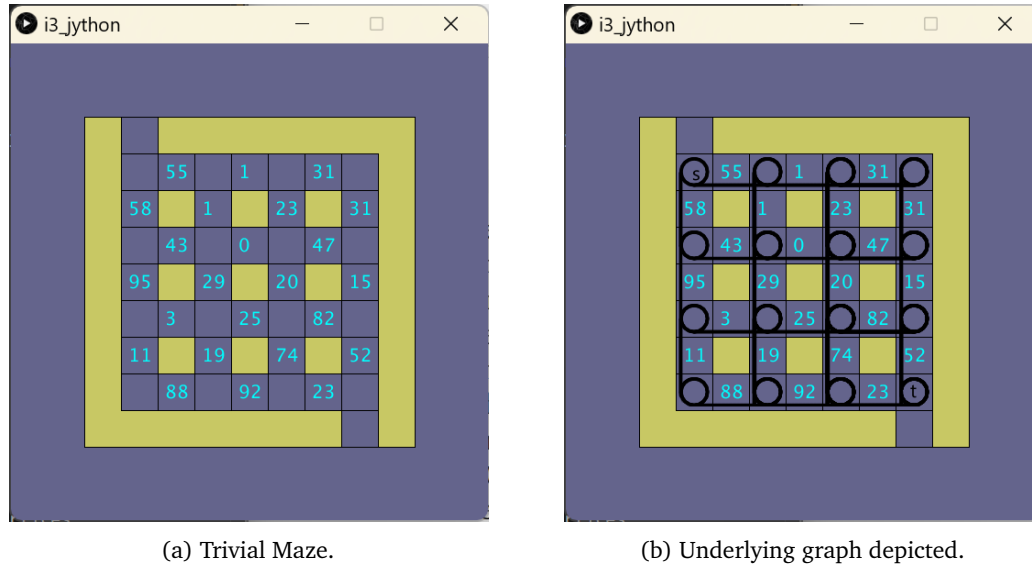 i3_jython
55 1 31
58 1 23 31
43 0 47
95 29 20 15
3 25 82
11 19 74 52
88 92 23
(a) Trivial Maze.
i3_jython
s 55 1 31
58 1 23 31
43 0 47
95 29 20 15
3 25 82
11 19 74 52
88 92 23 t
(b) Underlying graph depicted.